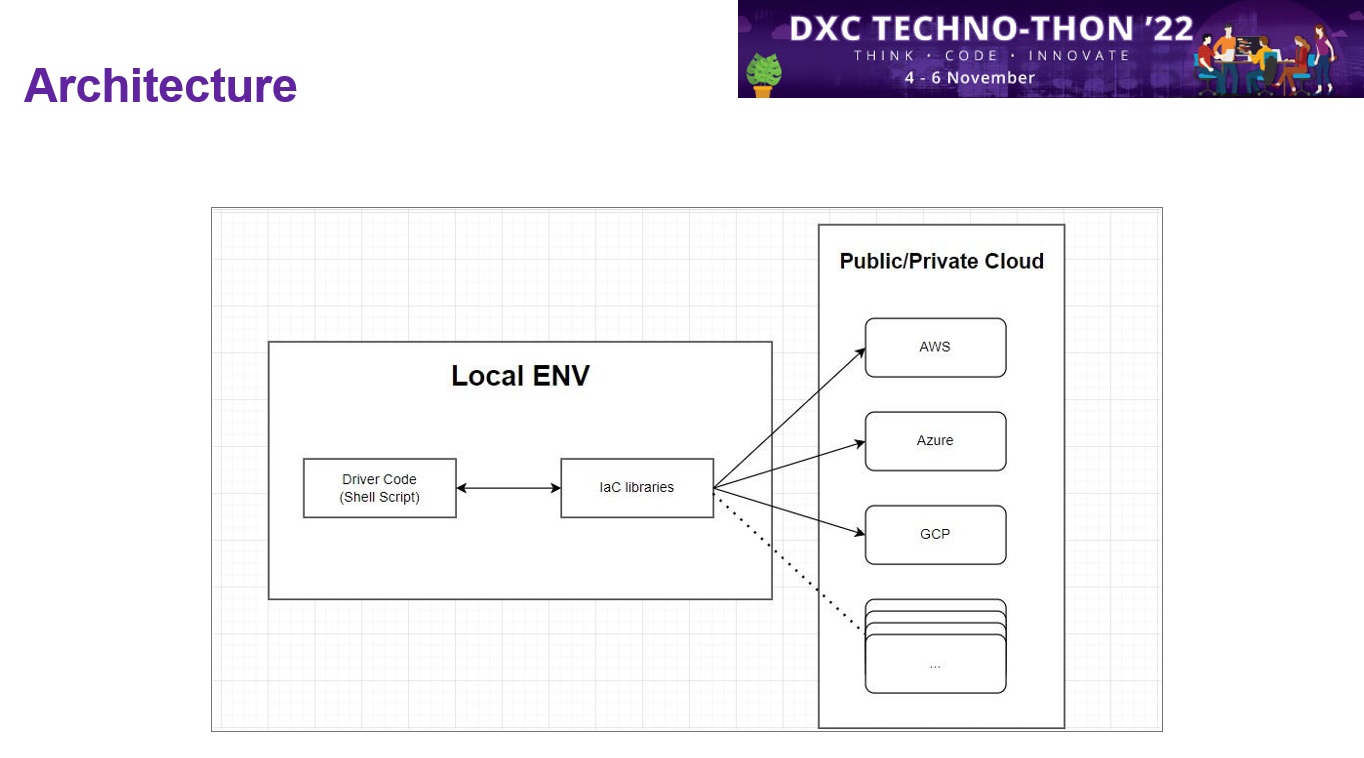 DXC TECHNO-THON ’22
THINK · CODE · INNOVATE
4 - 6 November
Architecture
Public/Private Cloud
Local ENV
Driver Code
(Shell Script)
IaC libraries
AWS
Azure
GCP
...